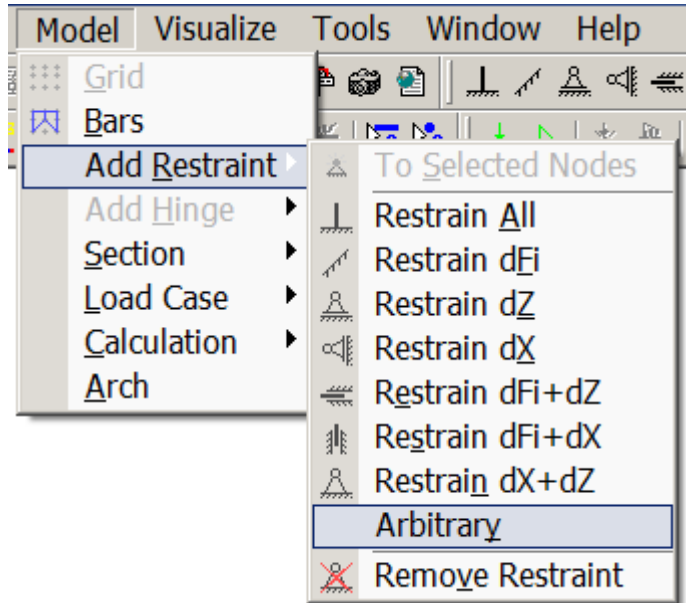 Model Visualize Tools Window Help
Grid
Bars
Add Restraint
Add Hinge
Section
Load Case
Calculation
Arch
To Selected Nodes
Restrain All
Restrain dFi
Restrain dZ
Restrain dX
Restrain dFi+dZ
Restrain dFi+dX
Restrain dX+dZ
Arbitrary
Remove Restraint